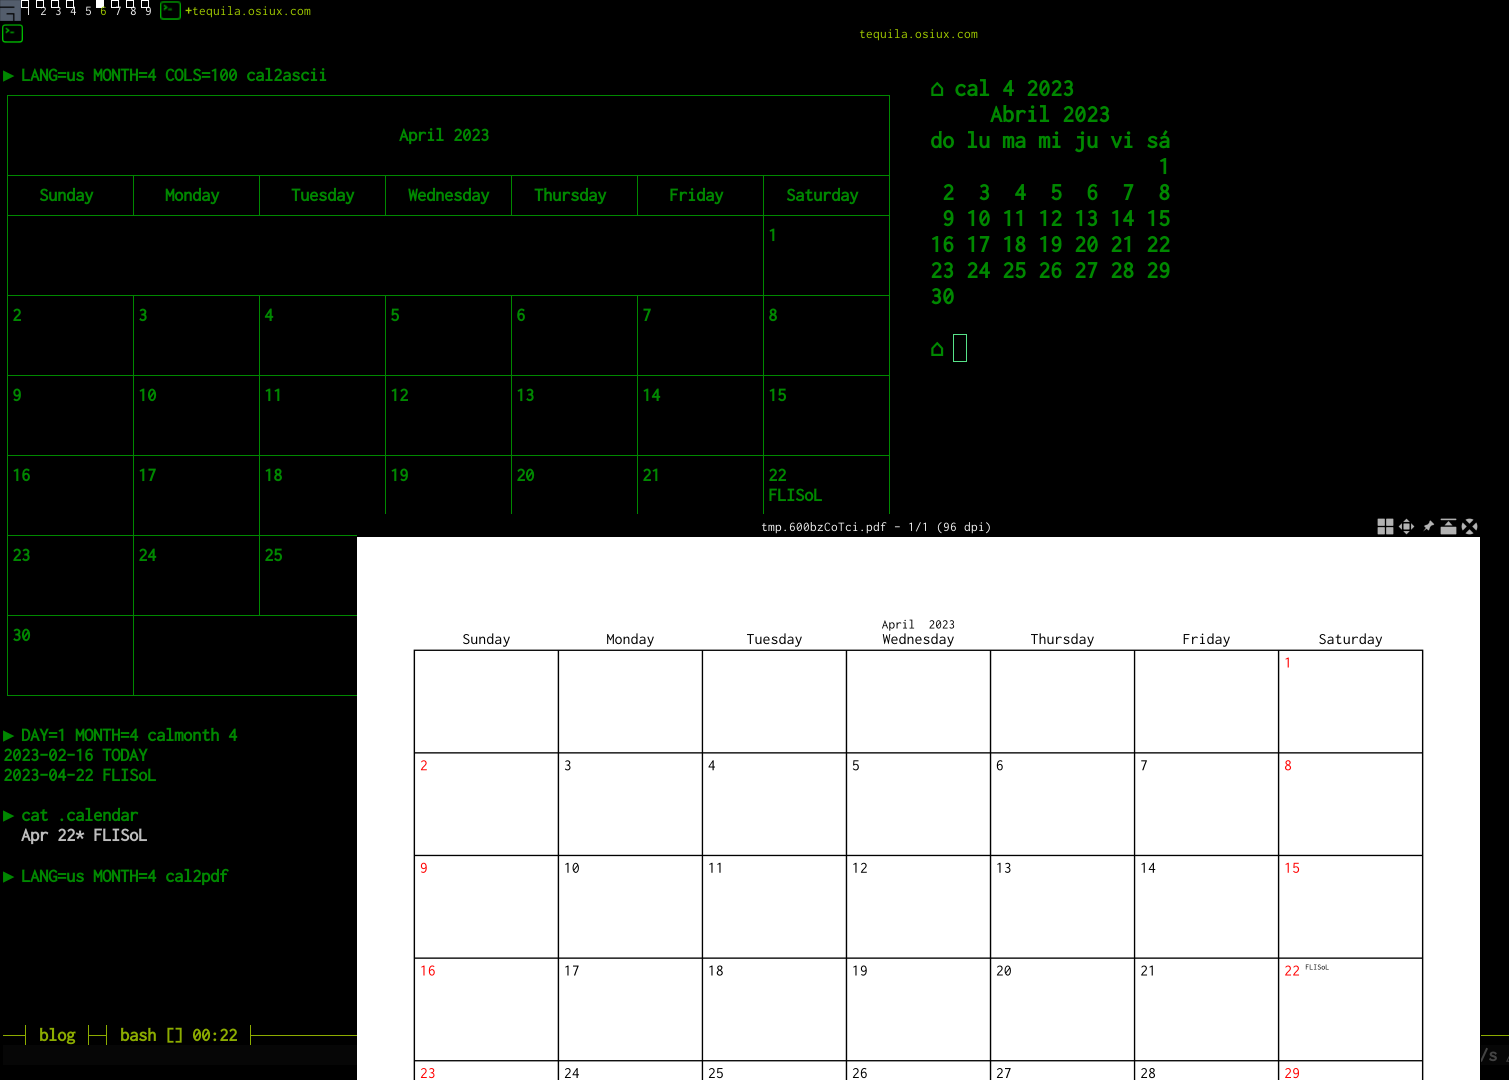 1 2 3 4 5 6 7 8 9 +tequila.osiux.com
tequila.osiux.com
▶ LANG=us MONTH=4 COLS=100 cal2ascii
April 2023
Sunday Monday Tuesday Wednesday Thursday Friday Saturday
1
2 3 4 5 6 7 8
9 10 11 12 13 14 15
16 17 18 19 20 21 22
FLISoL
23 24 25
30
▶ DAY=1 MONTH=4 calmonth 4
2023-02-16 TODAY
2023-04-22 FLISoL
▶ cat .calendar
Apr 22* FLISoL
▶ LANG=us MONTH=4 cal2pdf
blog bash [] 00:22
⌂ cal 4 2023
Abril 2023
do lu ma mi ju vi sá
1
2 3 4 5 6 7 8
9 10 11 12 13 14 15
16 17 18 19 20 21 22
23 24 25 26 27 28 29
30
⌂
tmp.600bzCoTci.pdf - 1/1 (96 dpi)
April 2023
Sunday Monday Tuesday Wednesday Thursday Friday Saturday
1
2 3 4 5 6 7 8
9 10 11 12 13 14 15
16 17 18 19 20 21 22 FLISoL
23 24 25 26 27 28 29
/s